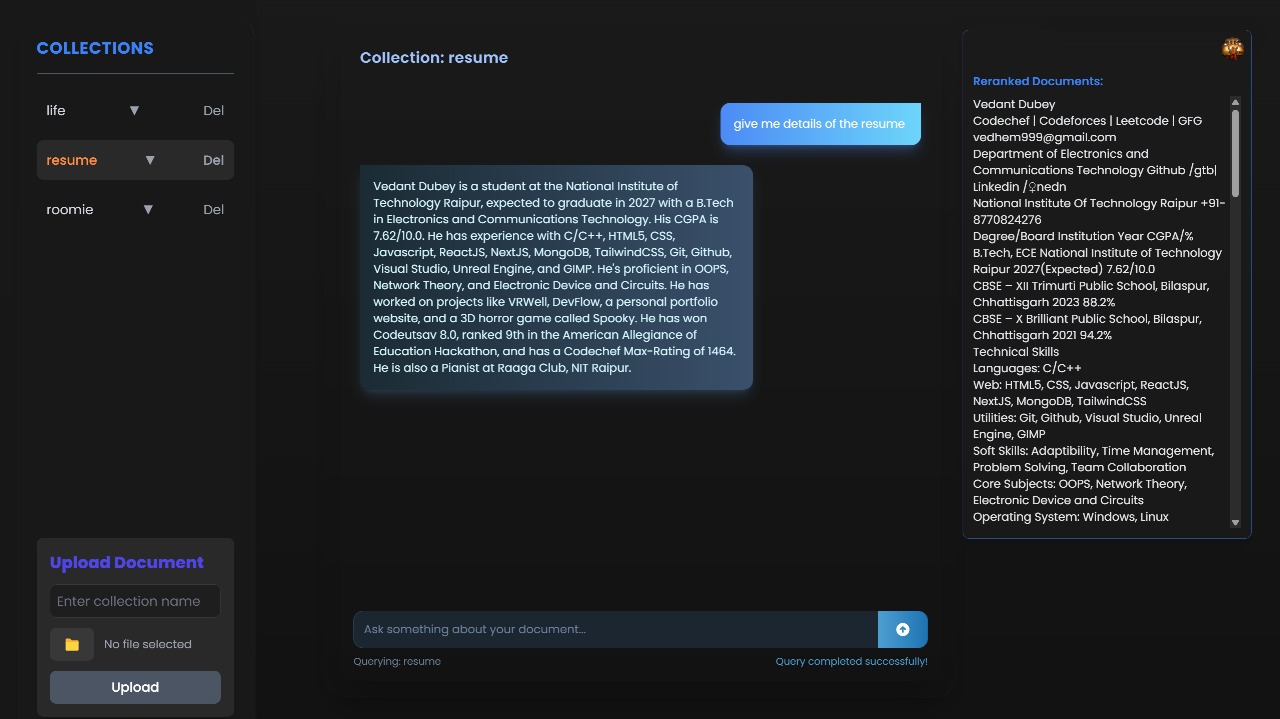 COLLECTIONS
life ▼ Del
resume ▼ Del
roomie ▼ Del
Upload Document
Enter collection name
No file selected
Upload
Collection: resume
give me details of the resume
Vedant Dubey is a student at the National Institute of
Technology Raipur, expected to graduate in 2027 with a B.Tech
in Electronics and Communications Technology. His CGPA is
7.62/10.0. He has experience with C/C++, HTML5, CSS,
Javascript, ReactJS, NextJS, MongoDB, TailwindCSS, Git, Github,
Visual Studio, Unreal Engine, and GIMP. He's proficient in OOPS,
Network Theory, and Electronic Device and Circuits. He has
worked on projects like VRWell, DevFlow, a personal portfolio
website, and a 3D horror game called Spooky. He has won
Codeutsav 8.0, ranked 9th in the American Allegiance of
Education Hackathon, and has a Codechef Max-Rating of 1464.
He is also a Pianist at Raaga Club, NIT Raipur.
Ask something about your document...
Querying: resume
Query completed successfully!
Reranked Documents:
Vedant Dubey
Codechef | Codeforces | Leetcode | GFG
vedhem999@gmail.com
Department of Electronics and
Communications Technology Github /gtb|
Linkedin /♀nedn
National Institute Of Technology Raipur +91-
8770824276
Degree/Board Institution Year CGPA/%
B.Tech, ECE National Institute of Technology
Raipur 2027(Expected) 7.62/10.0
CBSE – XII Trimurti Public School, Bilaspur,
Chhattisgarh 2023 88.2%
CBSE – X Brilliant Public School, Bilaspur,
Chhattisgarh 2021 94.2%
Technical Skills
Languages: C/C++
Web: HTML5, CSS, Javascript, ReactJS,
NextJS, MongoDB, TailwindCSS
Utilities: Git, Github, Visual Studio, Unreal
Engine, GIMP
Soft Skills: Adaptibility, Time Management,
Problem Solving, Team Collaboration
Core Subjects: OOPS, Network Theory,
Electronic Device and Circuits
Operating System: Windows, Linux